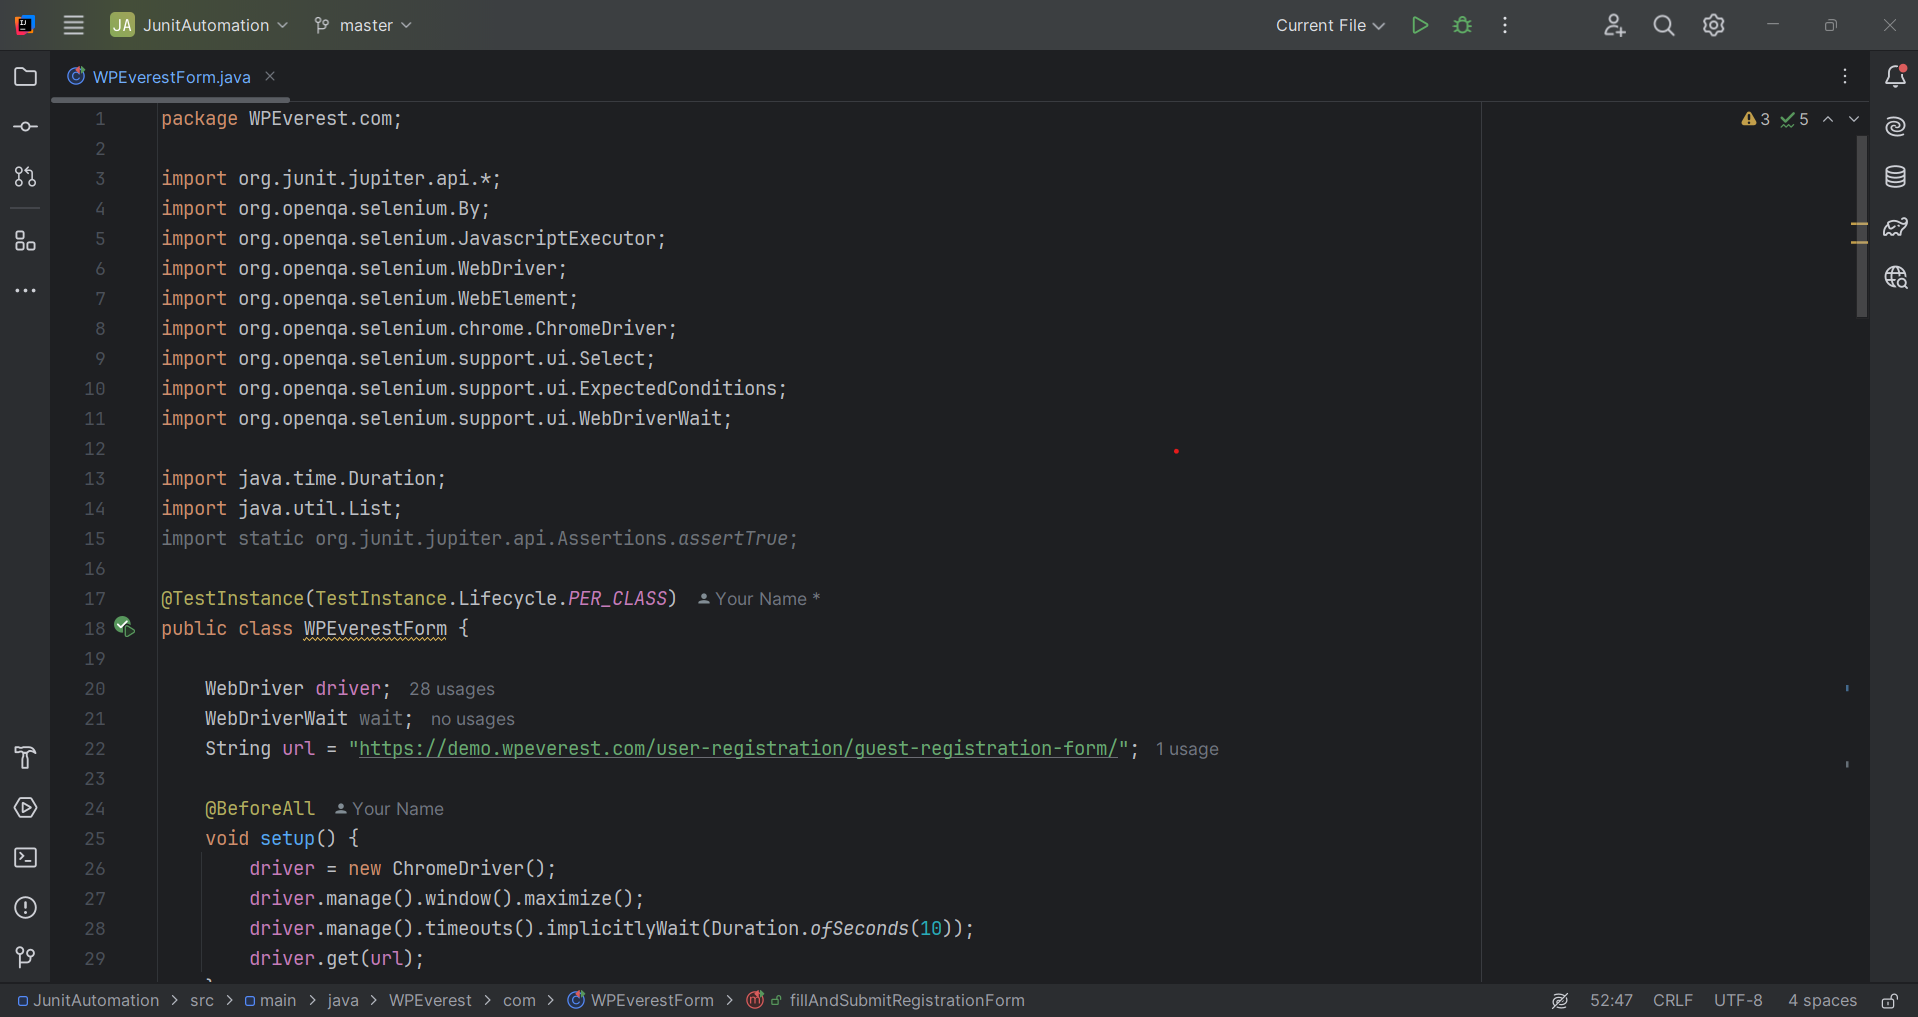 JA JunitAutomation master Current File
WPEverestForm.java
3 5
1 package WPEverest.com;
2
3 import org.junit.jupiter.api.*;
4 import org.openqa.selenium.By;
5 import org.openqa.selenium.JavascriptExecutor;
6 import org.openqa.selenium.WebDriver;
7 import org.openqa.selenium.WebElement;
8 import org.openqa.selenium.chrome.ChromeDriver;
9 import org.openqa.selenium.support.ui.Select;
10 import org.openqa.selenium.support.ui.ExpectedConditions;
11 import org.openqa.selenium.support.ui.WebDriverWait;
12
13 import java.time.Duration;
14 import java.util.List;
15 import static org.junit.jupiter.api.Assertions.assertTrue;
16
17 @TestInstance(TestInstance.Lifecycle.PER_CLASS) Your Name *
18 public class WPEverestForm {
19
20 WebDriver driver; 28 usages
21 WebDriverWait wait; no usages
22 String url = "https://demo.wpeverest.com/user-registration/guest-registration-form/"; 1 usage
23
24 @BeforeAll Your Name
25 void setup() {
26 driver = new ChromeDriver();
27 driver.manage().window().maximize();
28 driver.manage().timeouts().implicitlyWait(Duration.ofSeconds(10));
29 driver.get(url);
JunitAutomation > src > main > java > WPEverest > com > WPEverestForm > fillAndSubmitRegistrationForm 52:47 CRLF UTF-8 4 spaces